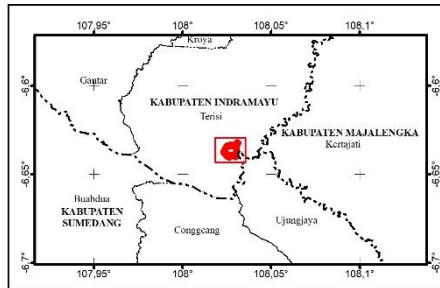 107,95 108 108,05 108,1
Kroya
-6,6 Gantar -6,6
KABUPATEN INDRAMAYU
Terisi
KABUPATEN MAJALENGKA
Kertajati
-6,65 -6,65
Buahdua
KABUPATEN
SUMEDANG
Conggeang Ujungjaya
-6,7 -6,7
107,95 108 108,05 108,1